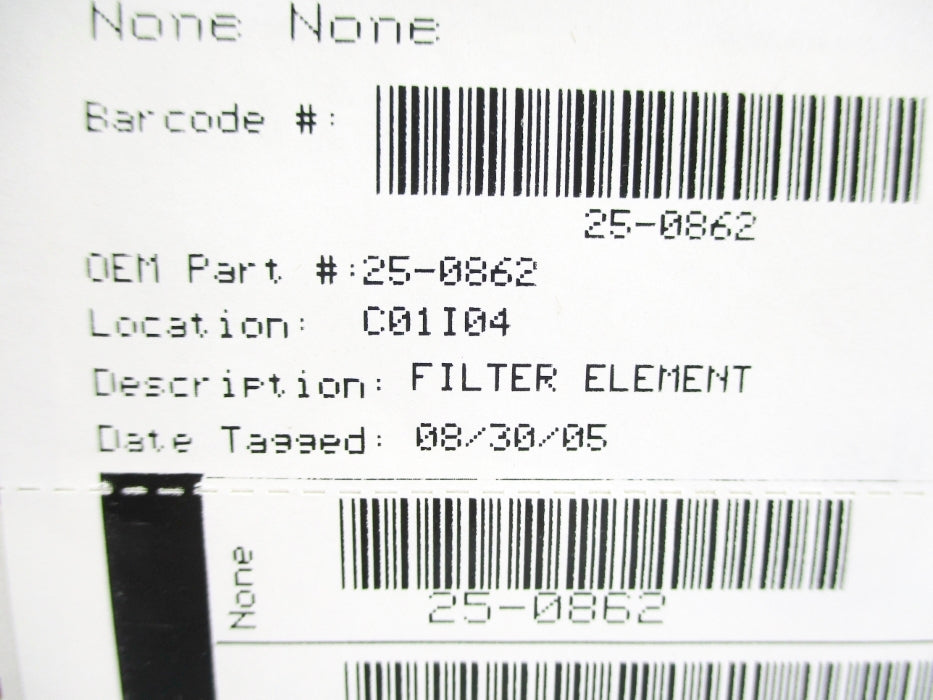 None None
Barcode #:
25-0862
OEM Part #:25-0862
Location: C01I04
Description: FILTER ELEMENT
Date Tagged: 08/30/05
None
25-0862